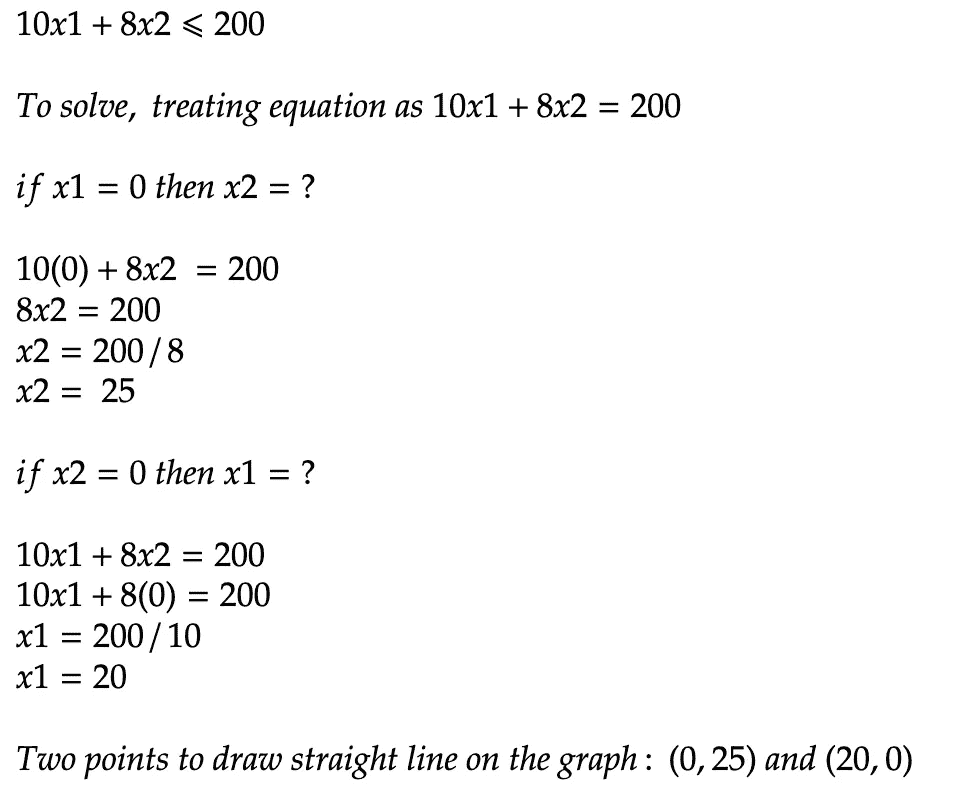 10x1 + 8x2 ⩽ 200
To solve, treating equation as 10x1 + 8x2 = 200
if x1 = 0 then x2 = ?
10(0) + 8x2 = 200
8x2 = 200
x2 = 200/8
x2 = 25
if x2 = 0 then x1 = ?
10x1 + 8x2 = 200
10x1 + 8(0) = 200
x1 = 200/10
x1 = 20
Two points to draw straight line on the graph : (0, 25) and (20, 0)